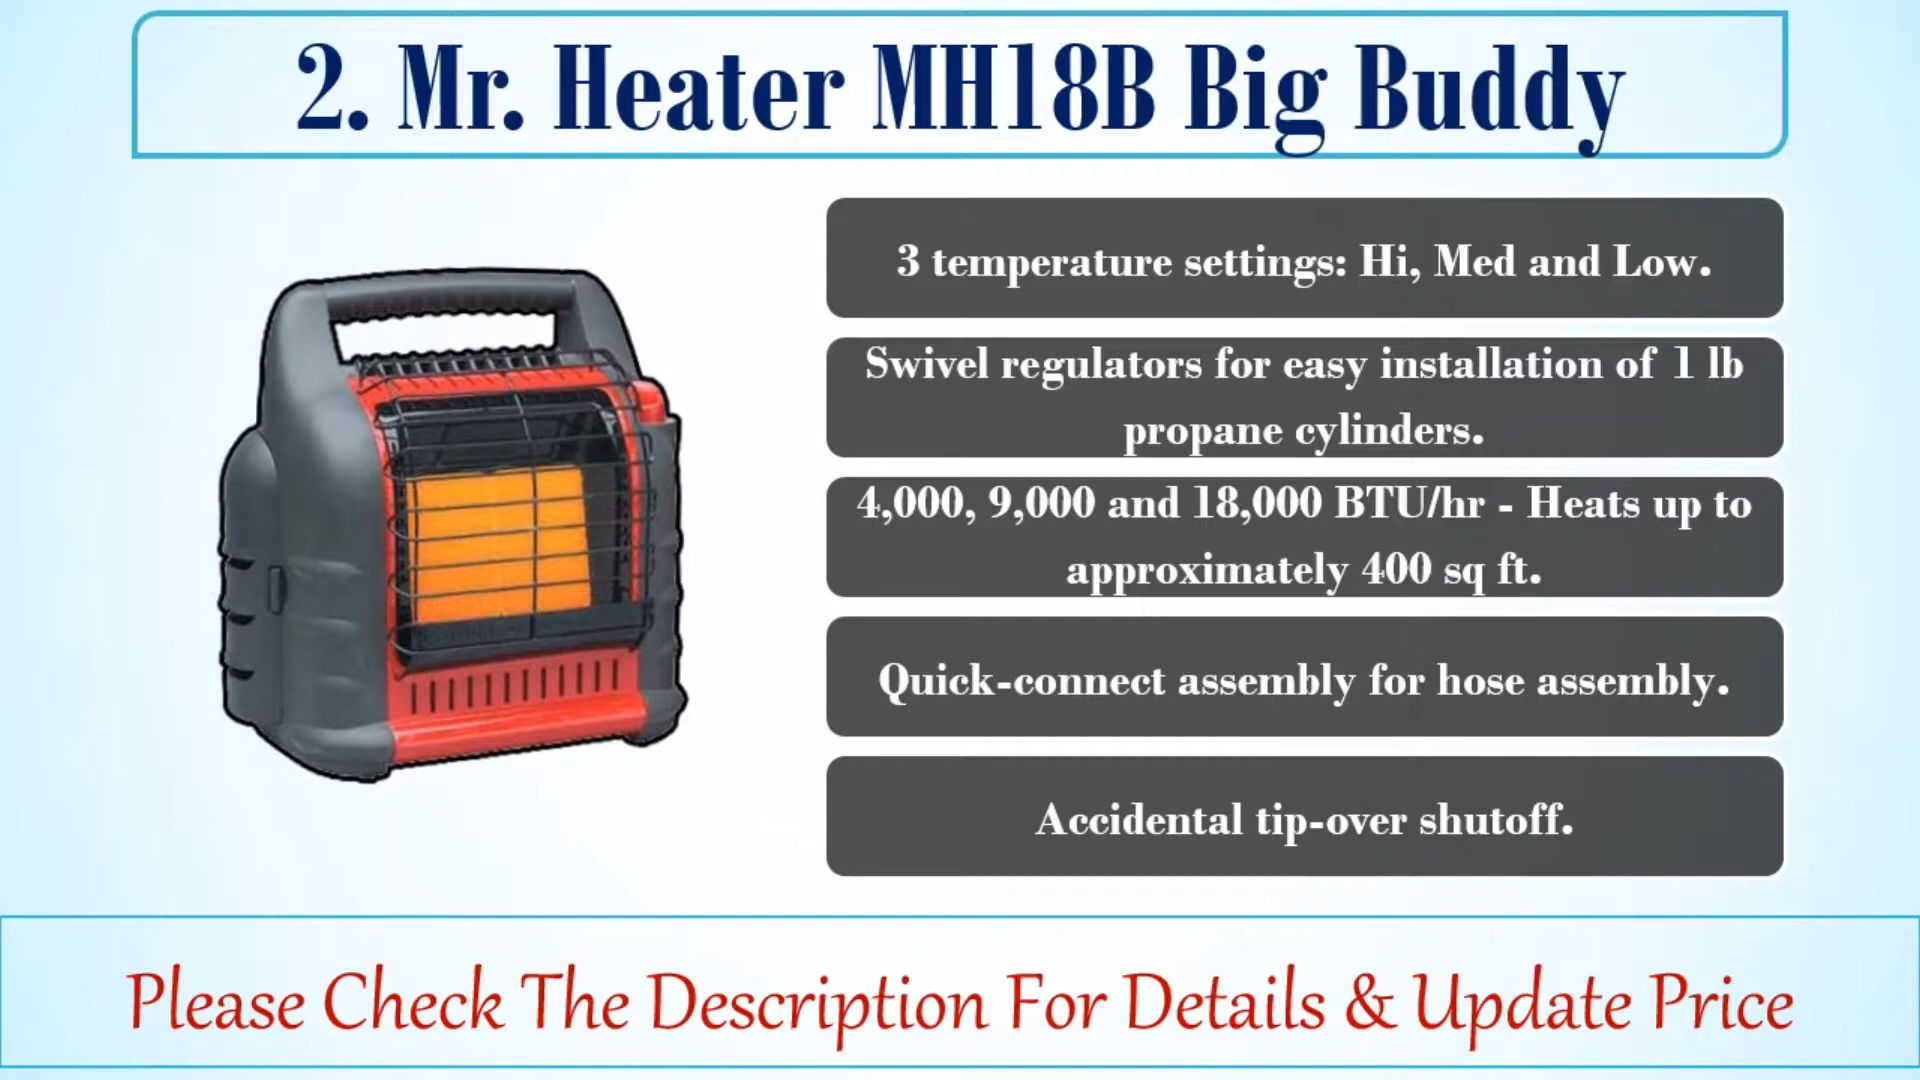 2. Mr. Heater MH18B Big Buddy
3 temperature settings: Hi, Med and Low.
Swivel regulators for easy installation of 1 lb
propane cylinders.
4,000, 9,000 and 18,000 BTU/hr - Heats up to
approximately 400 sq ft.
Quick-connect assembly for hose assembly.
Accidental tip-over shutoff.
Please Check The Description For Details & Update Price